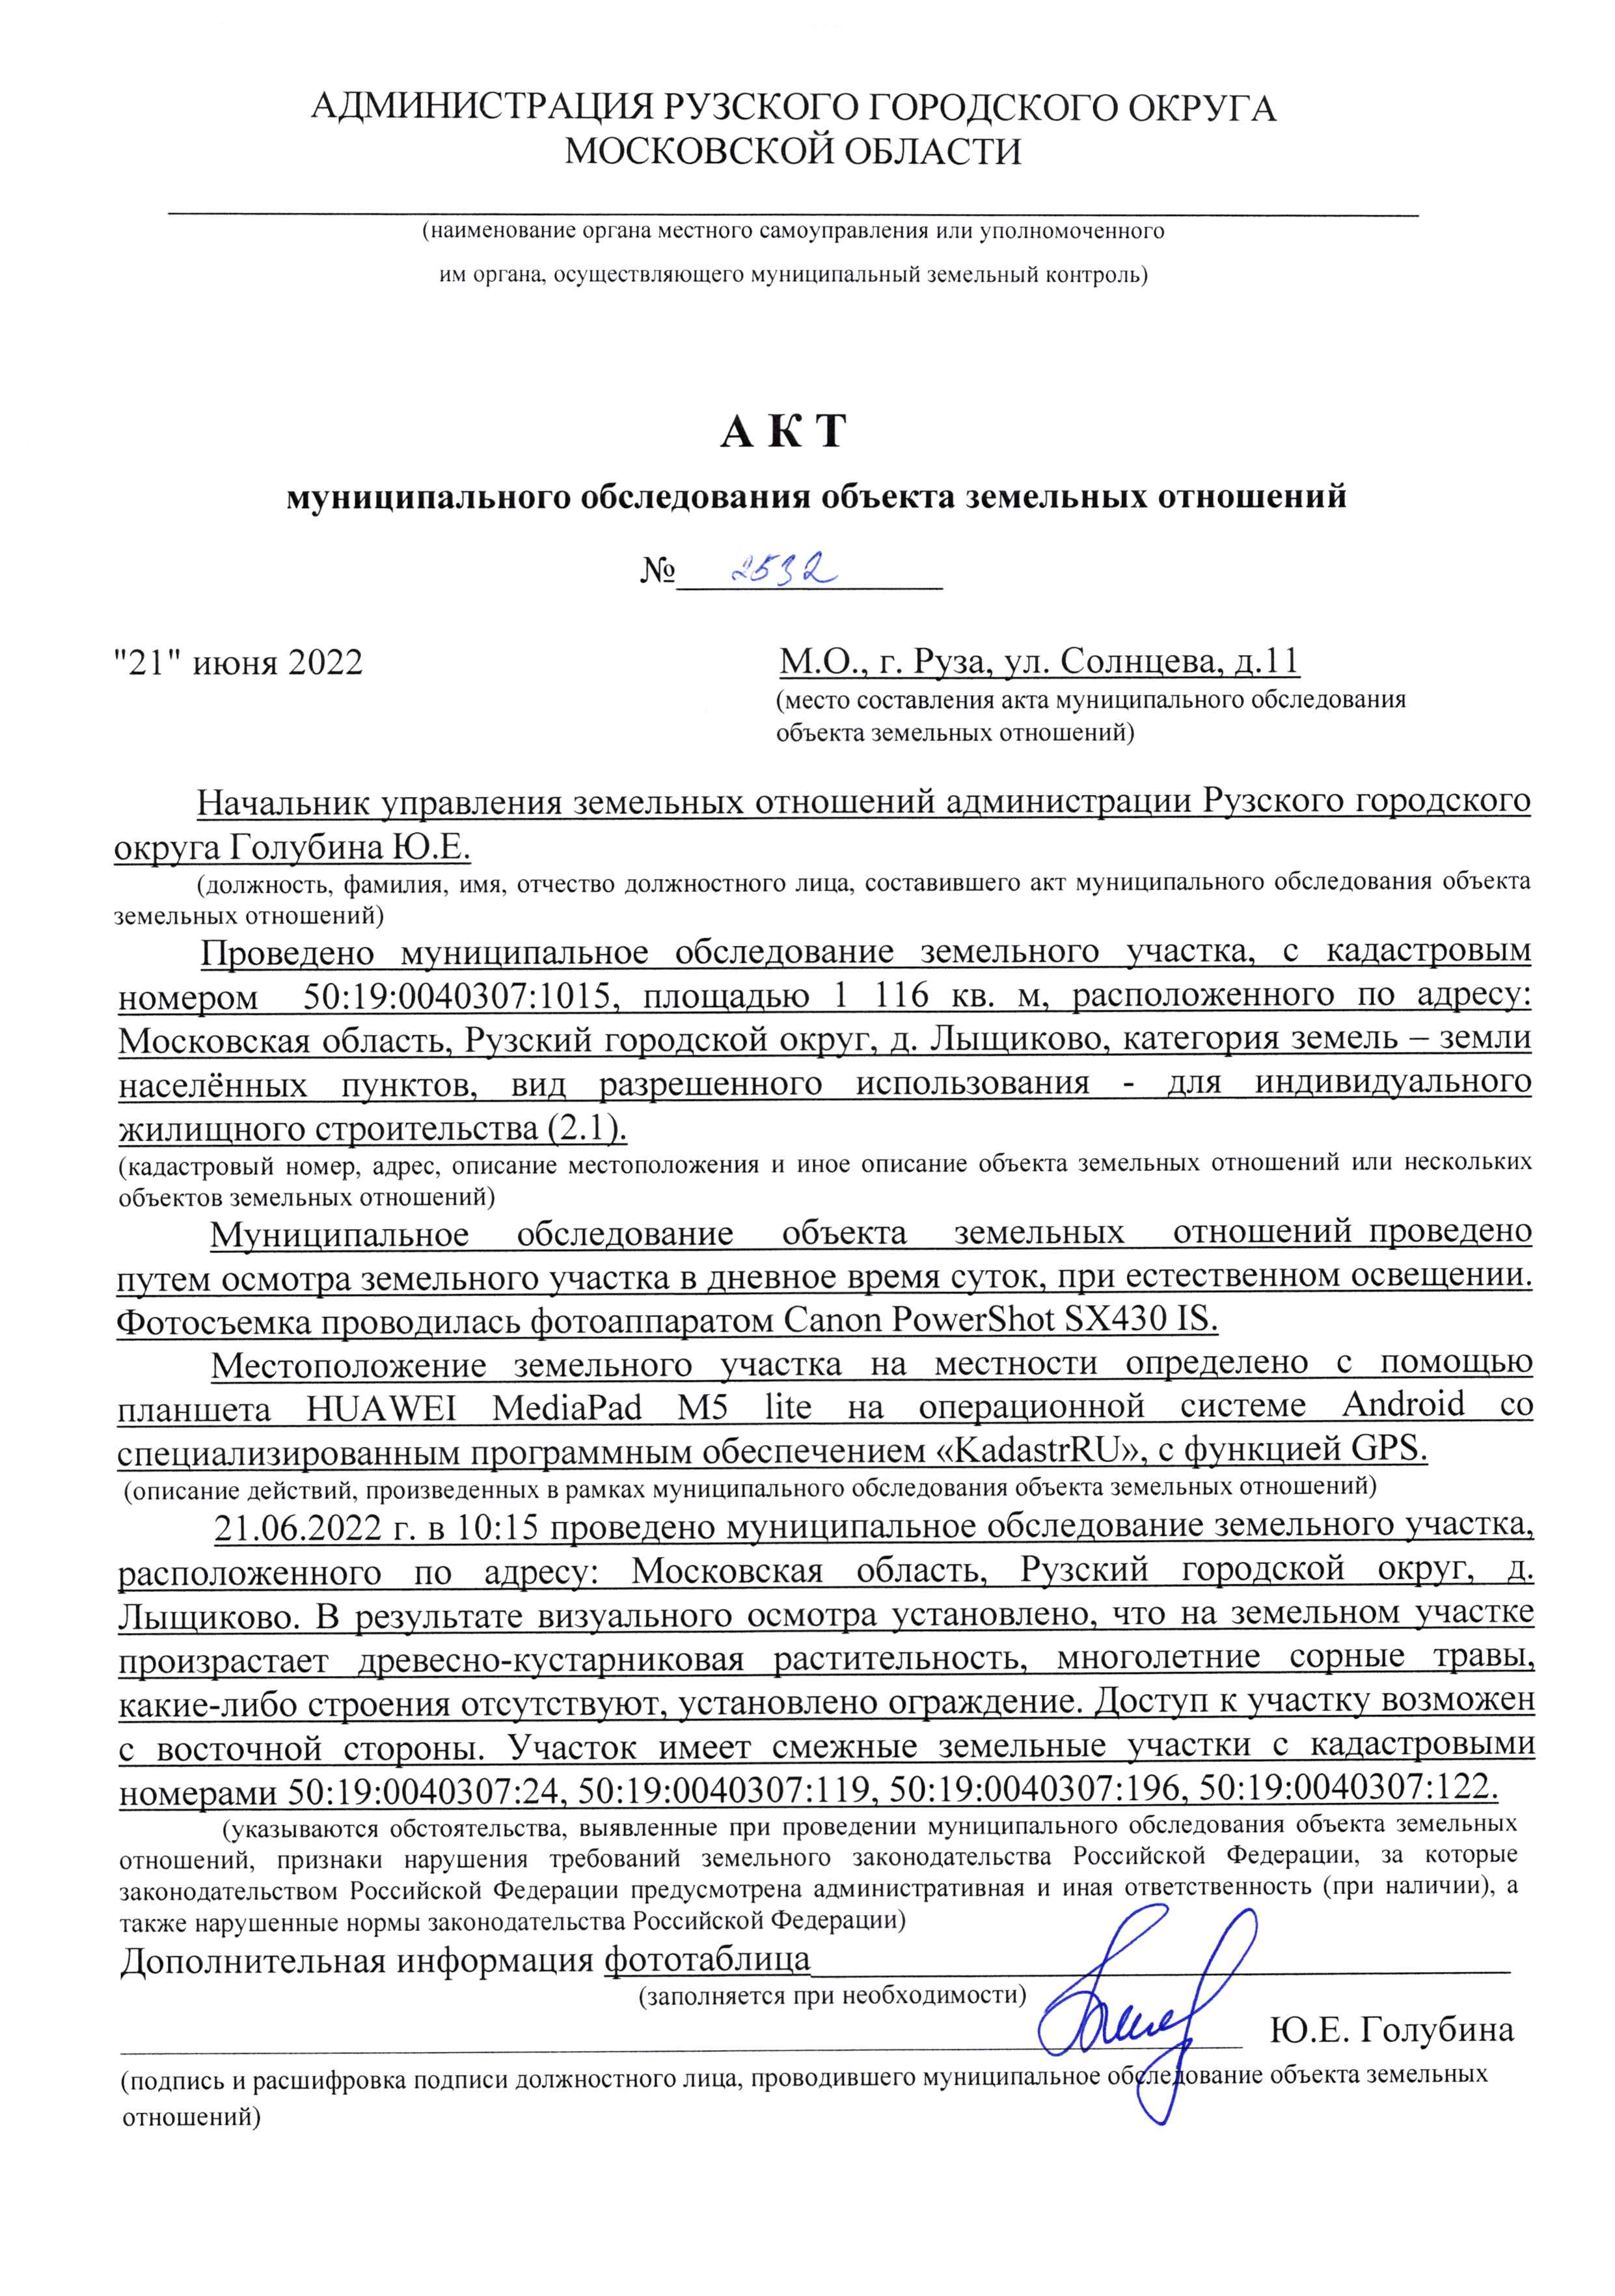 АДМИНИСТРАЦИЯ РУЗСКОГО ГОРОДСКОГО ОКРУГА
МОСКОВСКОЙ ОБЛАСТИ
(наименование органа местного самоуправления или уполномоченного
им органа, осуществляющего муниципальный земельный контроль)
А К Т
муниципального обследования объекта земельных отношений
№ 2532
"21" июня 2022 М.О., г. Руза, ул. Солнцева, д.11
(место составления акта муниципального обследования
объекта земельных отношений)
Начальник управления земельных отношений администрации Рузского городского
округа Голубина Ю.Е.
(должность, фамилия, имя, отчество должностного лица, составившего акт муниципального обследования объекта
земельных отношений)
Проведено муниципальное обследование земельного участка, с кадастровым
номером 50:19:0040307:1015, площадью 1 116 кв. м, расположенного по адресу:
Московская область, Рузский городской округ, д. Лыщиково, категория земель – земли
населённых пунктов, вид разрешенного использования - для индивидуального
жилищного строительства (2.1).
(кадастровый номер, адрес, описание местоположения и иное описание объекта земельных отношений или нескольких
объектов земельных отношений)
Муниципальное обследование объекта земельных отношений проведено
путем осмотра земельного участка в дневное время суток, при естественном освещении.
Фотосъемка проводилась фотоаппаратом Canon PowerShot SX430 IS.
Местоположение земельного участка на местности определено с помощью
планшета HUAWEI MediaPad M5 lite на операционной системе Android со
специализированным программным обеспечением «KadastrRU», с функцией GPS.
(описание действий, произведенных в рамках муниципального обследования объекта земельных отношений)
21.06.2022 г. в 10:15 проведено муниципальное обследование земельного участка,
расположенного по адресу: Московская область, Рузский городской округ, д.
Лыщиково. В результате визуального осмотра установлено, что на земельном участке
произрастает древесно-кустарниковая растительность, многолетние сорные травы,
какие-либо строения отсутствуют, установлено ограждение. Доступ к участку возможен
с восточной стороны. Участок имеет смежные земельные участки с кадастровыми
номерами 50:19:0040307:24, 50:19:0040307:119, 50:19:0040307:196, 50:19:0040307:122.
(указываются обстоятельства, выявленные при проведении муниципального обследования объекта земельных
отношений, признаки нарушения требований земельного законодательства Российской Федерации, за которые
законодательством Российской Федерации предусмотрена административная и иная ответственность (при наличии), а
также нарушенные нормы законодательства Российской Федерации)
Дополнительная информация фототаблица
(заполняется при необходимости)
Ю.Е. Голубина
(подпись и расшифровка подписи должностного лица, проводившего муниципальное обследование объекта земельных
отношений)